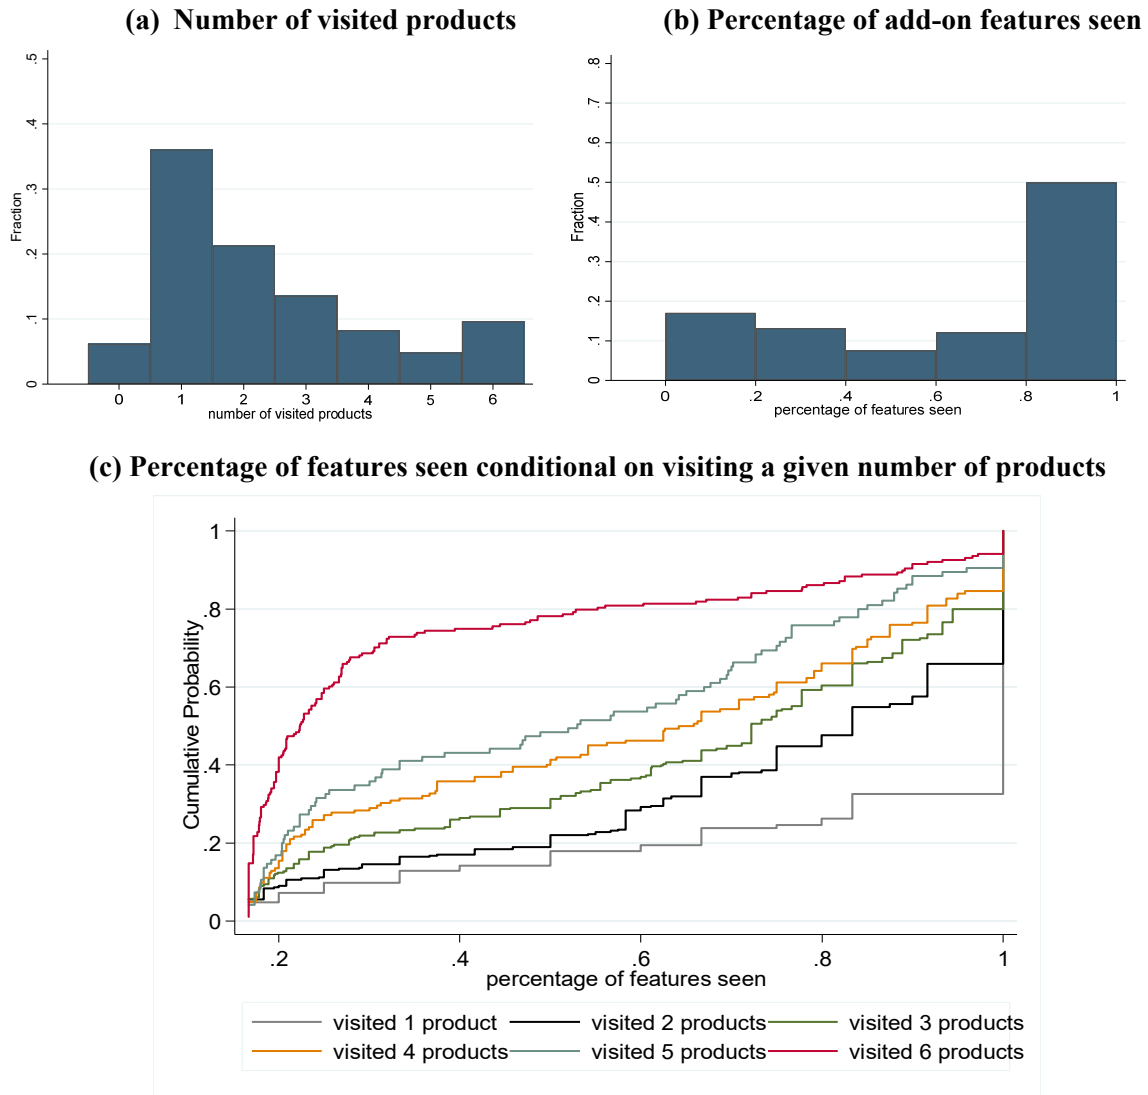 (a) Number of visited products
(b) Percentage of add-on features seen
.5
.4
.3
.2
.1
0
Fraction
0 1 2 3 4 5 6
number of visited products
.8
.7
.6
.5
.4
.3
.2
.1
0
Fraction
0 .2 .4 .6 .8 1
percentage of features seen
(c) Percentage of features seen conditional on visiting a given number of products
1
.8
.6
.4
.2
0
Cumulative Probability
.2 .4 .6 .8 1
percentage of features seen
visited 1 product visited 2 products visited 3 products
visited 4 products visited 5 products visited 6 products